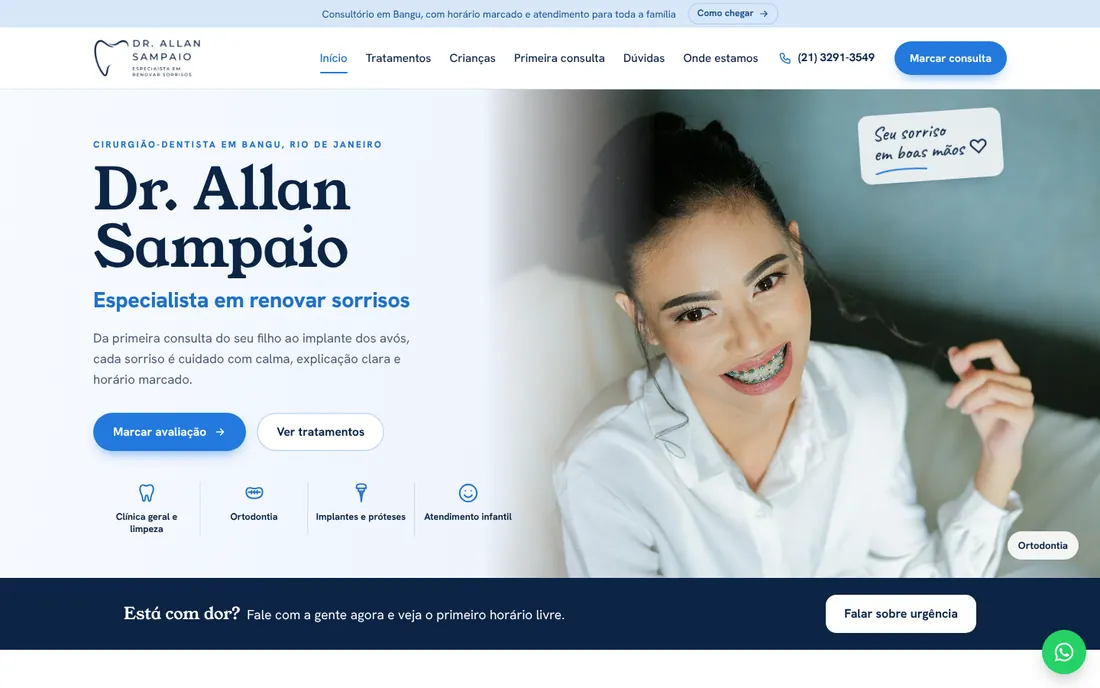 Consultório em Bangu, com horário marcado e atendimento para toda a família
Como chegar →
DR. ALLAN
SAMPAIO
ESPECIALISTA EM
RENOVAR SORRISOS
Início
Tratamentos
Crianças
Primeira consulta
Dúvidas
Onde estamos
(21) 3291-3549
Marcar consulta
CIRURGIÃO-DENTISTA EM BANGU, RIO DE JANEIRO
Dr. Allan
Sampaio
Especialista em renovar sorrisos
Da primeira consulta do seu filho ao implante dos avós,
cada sorriso é cuidado com calma, explicação clara e
horário marcado.
Marcar avaliação →
Ver tratamentos
Clínica geral e
limpeza
Ortodontia
Implantes e próteses
Atendimento infantil
Seu sorriso
em boas mãos
Ortodontia
Está com dor? Fale com a gente agora e veja o primeiro horário livre.
Falar sobre urgência